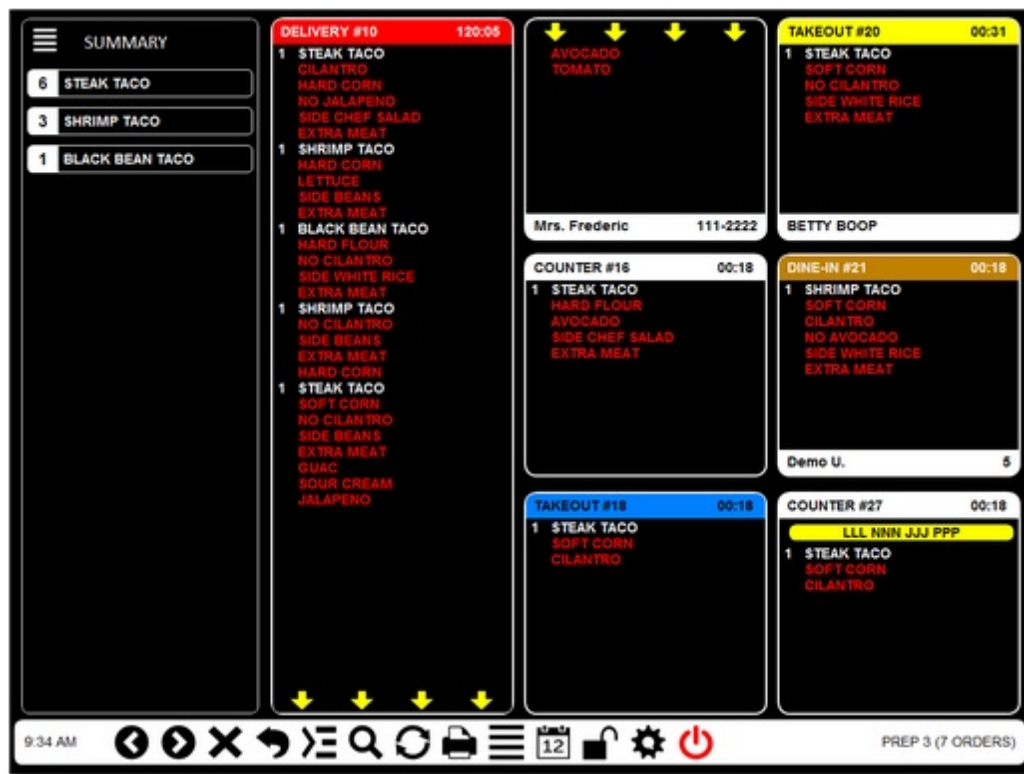 SUMMARY
6 STEAK TACO
3 SHRIMP TACO
1 BLACK BEAN TACO
DELIVERY #10 120:05
1 STEAK TACO
CILANTRO
HARD CORN
NO JALAPENO
SIDE CHEF SALAD
EXTRA MEAT
1 SHRIMP TACO
HARD CORN
LETTUCE
SIDE BEANS
EXTRA MEAT
1 BLACK BEAN TACO
HARD FLOUR
NO CILANTRO
SIDE WHITE RICE
EXTRA MEAT
1 SHRIMP TACO
NO CILANTRO
SIDE BEANS
EXTRA MEAT
HARD CORN
1 STEAK TACO
SOFT CORN
NO CILANTRO
SIDE BEANS
EXTRA MEAT
GUAC
SOUR CREAM
JALAPENO
AVOCADO
TOMATO
Mrs. Frederic 111-2222
COUNTER #16 00:18
1 STEAK TACO
HARD FLOUR
AVOCADO
SIDE CHEF SALAD
EXTRA MEAT
TAKEOUT #18 00:18
1 STEAK TACO
SOFT CORN
CILANTRO
TAKEOUT #20 00:31
1 STEAK TACO
SOFT CORN
NO CILANTRO
SIDE WHITE RICE
EXTRA MEAT
BETTY BOOP
DINE-IN #21 00:18
1 SHRIMP TACO
SOFT CORN
CILANTRO
NO AVOCADO
SIDE WHITE RICE
EXTRA MEAT
Demo U. 5
COUNTER #27 00:18
LLL NNN JJJ PPP
1 STEAK TACO
SOFT CORN
CILANTRO
9:34 AM 12 PREP 3 (7 ORDERS)